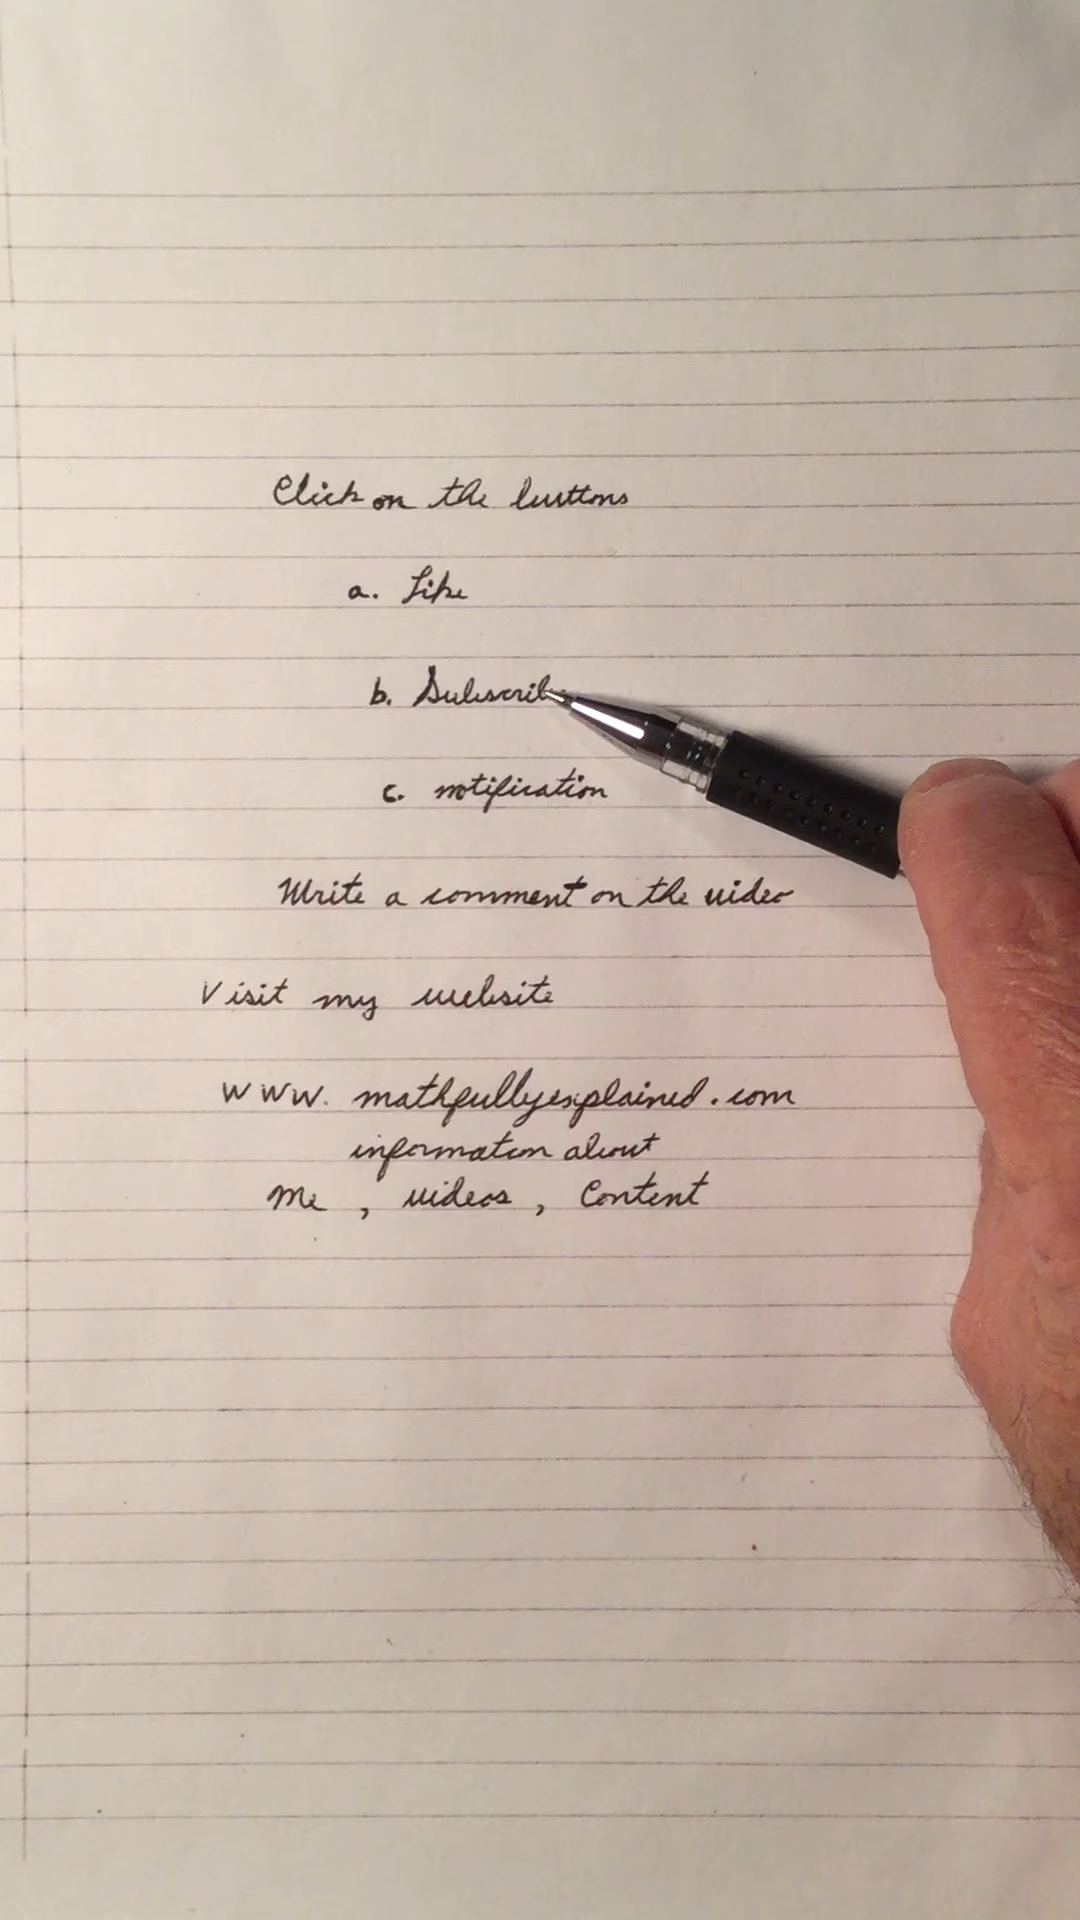 Click on the buttons
a. Like
b. Subscribe
c. notification
Write a comment on the video
Visit my website
www. mathfullyexplained.com
information about
Me , videos , Content